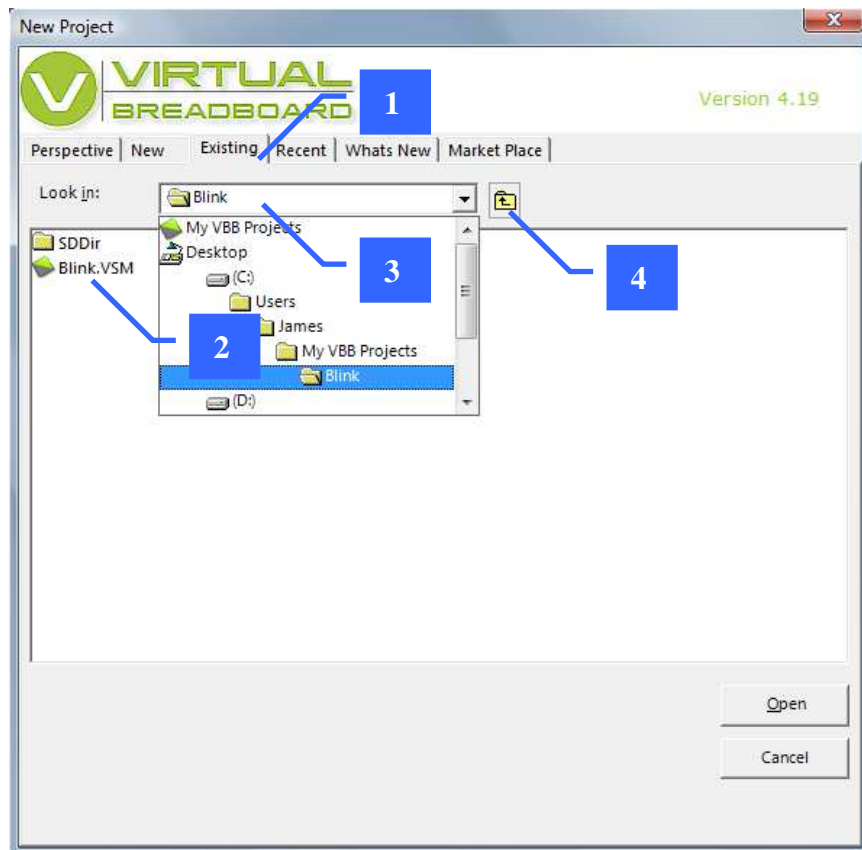 New Project
VIRTUAL
BREADBOARD
Version 4.19
1
Perspective
New
Existing
Recent
Whats New
Market Place
Look in:
Blink
SDDir
Blink.VSM
My VBB Projects
Desktop
(C:)
Users
James
My VBB Projects
Blink
(D:)
3
4
2
Open
Cancel